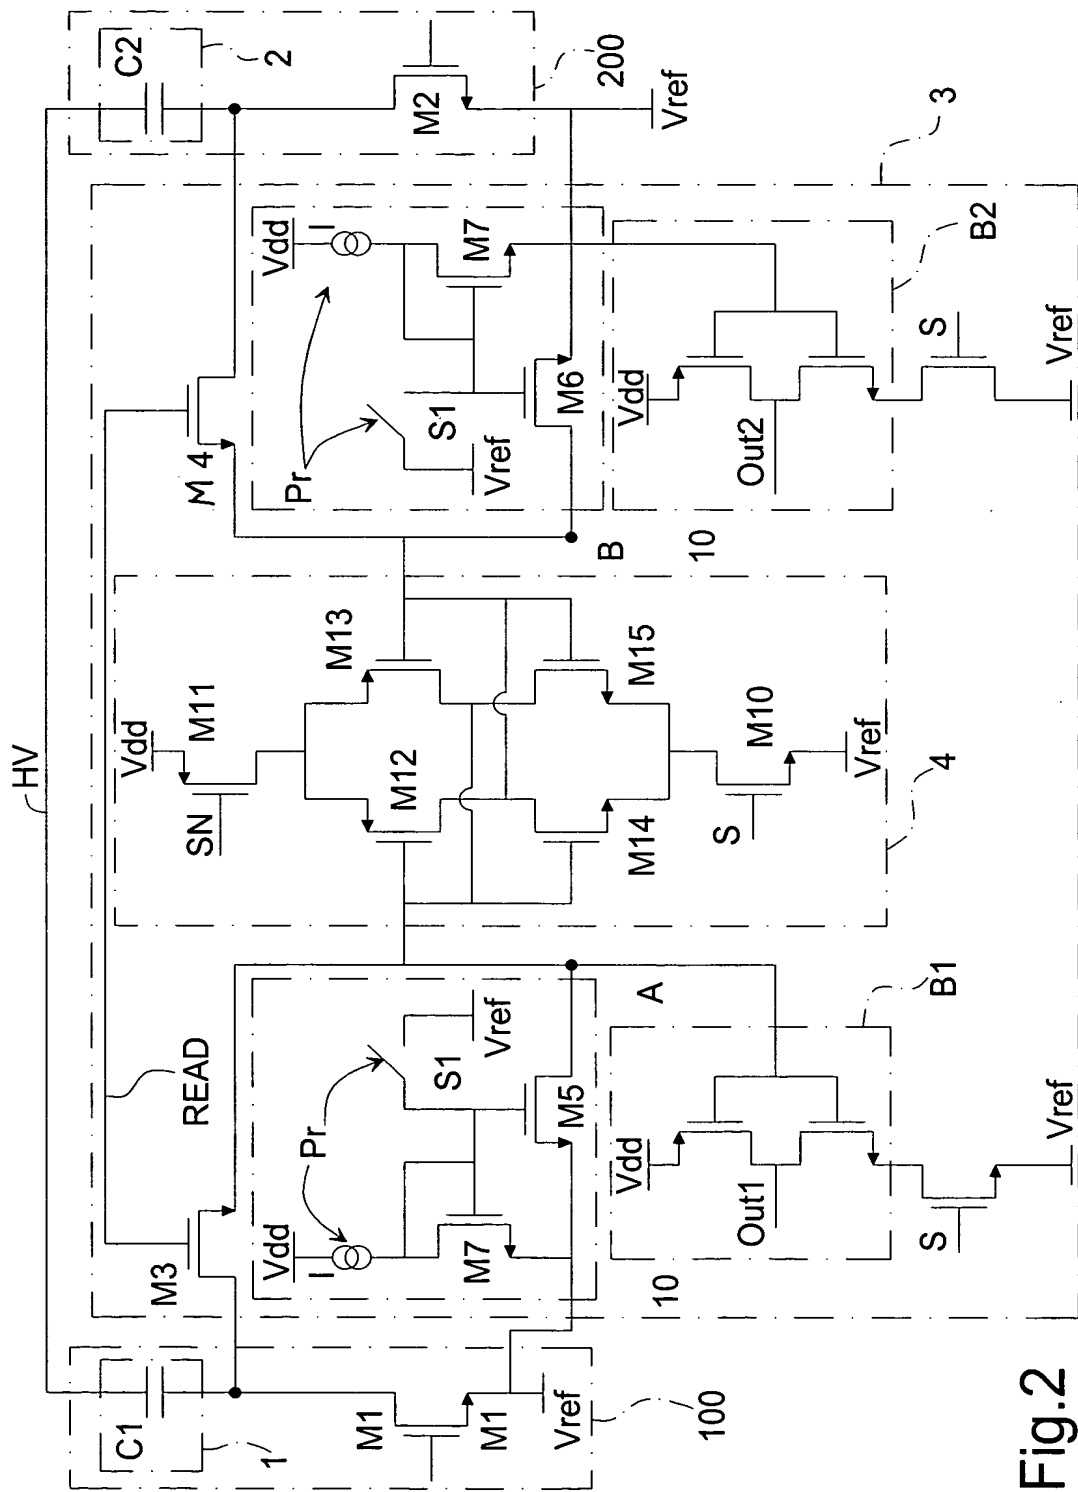 HV
READ
C1
1
M1
M1
Vref
100
M3
Vdd
I
Pr
M7
S1
Vref
M5
10
A
Vdd
Out1
S
Vref
B1
Vdd
M11
SN
M12
M13
M14
M15
M10
S
Vref
4
M 4
B
Pr
Vdd
I
M7
S1
Vref
M6
10
Vdd
Out2
S
Vref
B2
3
C2
2
M2
200
Vref
Fig.2